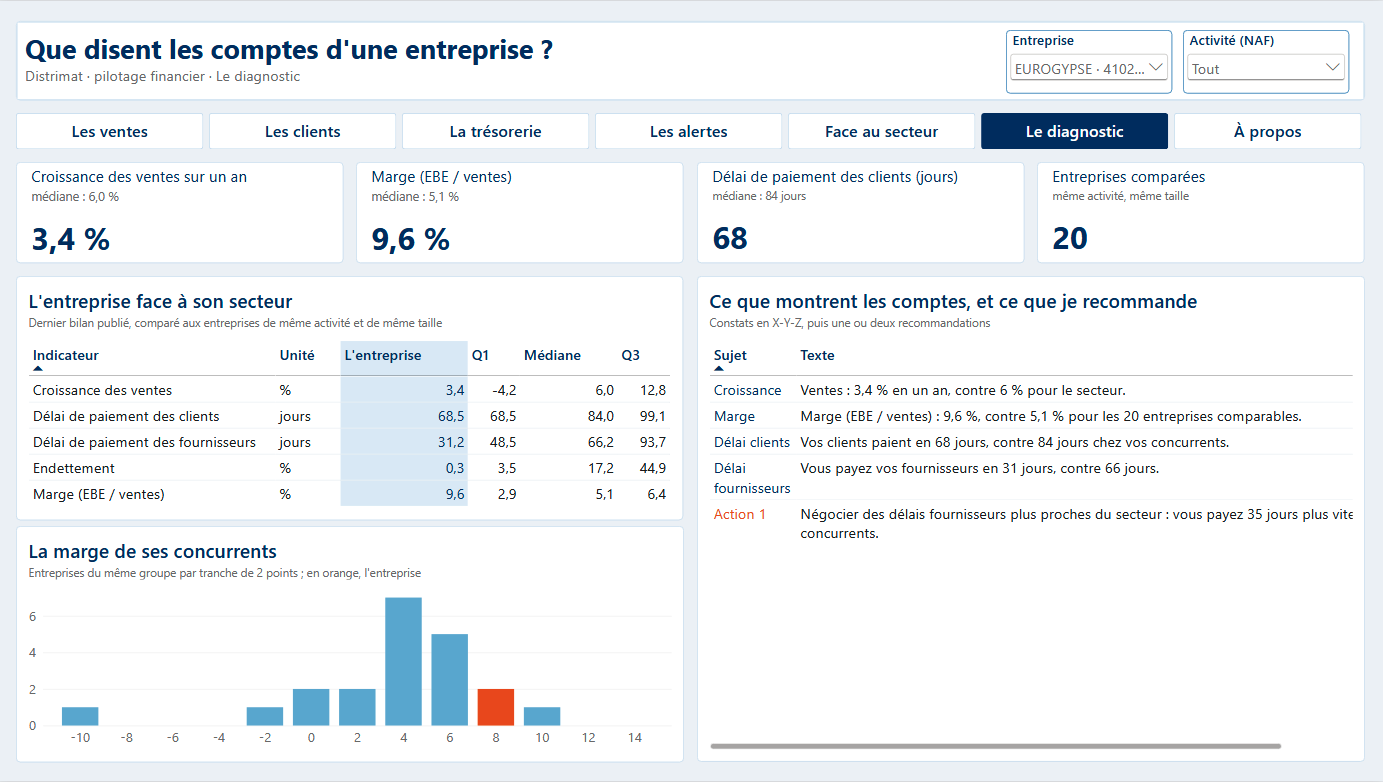 Que disent les comptes d'une entreprise ?
Distrimat · pilotage financier · Le diagnostic
Entreprise
EUROGYPSE · 4102...
Activité (NAF)
Tout
Les ventes
Les clients
La trésorerie
Les alertes
Face au secteur
Le diagnostic
À propos
Croissance des ventes sur un an
médiane : 6,0 %
3,4 %
Marge (EBE / ventes)
médiane : 5,1 %
9,6 %
Délai de paiement des clients (jours)
médiane : 84 jours
68
Entreprises comparées
même activité, même taille
20
L'entreprise face à son secteur
Dernier bilan publié, comparé aux entreprises de même activité et de même taille
Indicateur Unité L'entreprise Q1 Médiane Q3
Croissance des ventes % 3,4 -4,2 6,0 12,8
Délai de paiement des clients jours 68,5 68,5 84,0 99,1
Délai de paiement des fournisseurs jours 31,2 48,5 66,2 93,7
Endettement % 0,3 3,5 17,2 44,9
Marge (EBE / ventes) % 9,6 2,9 5,1 6,4
La marge de ses concurrents
Entreprises du même groupe par tranche de 2 points ; en orange, l'entreprise
6
4
2
0
-10 -8 -6 -4 -2 0 2 4 6 8 10 12 14
Ce que montrent les comptes, et ce que je recommande
Constats en X-Y-Z, puis une ou deux recommandations
Sujet Texte
Croissance Ventes : 3,4 % en un an, contre 6 % pour le secteur.
Marge Marge (EBE / ventes) : 9,6 %, contre 5,1 % pour les 20 entreprises comparables.
Délai clients Vos clients paient en 68 jours, contre 84 jours chez vos concurrents.
Délai Vous payez vos fournisseurs en 31 jours, contre 66 jours.
fournisseurs
Action 1 Négocier des délais fournisseurs plus proches du secteur : vous payez 35 jours plus vite
concurrents.